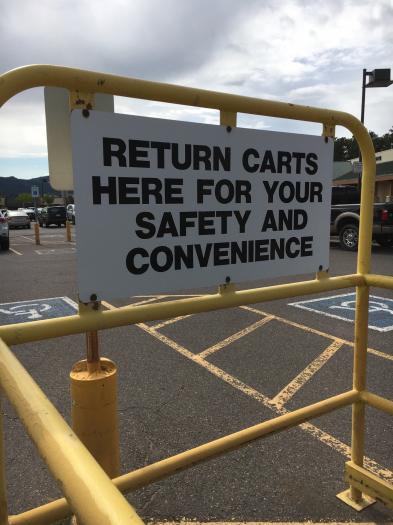 RETURN CARTS
HERE FOR YOUR
SAFETY AND
CONVENIENCE